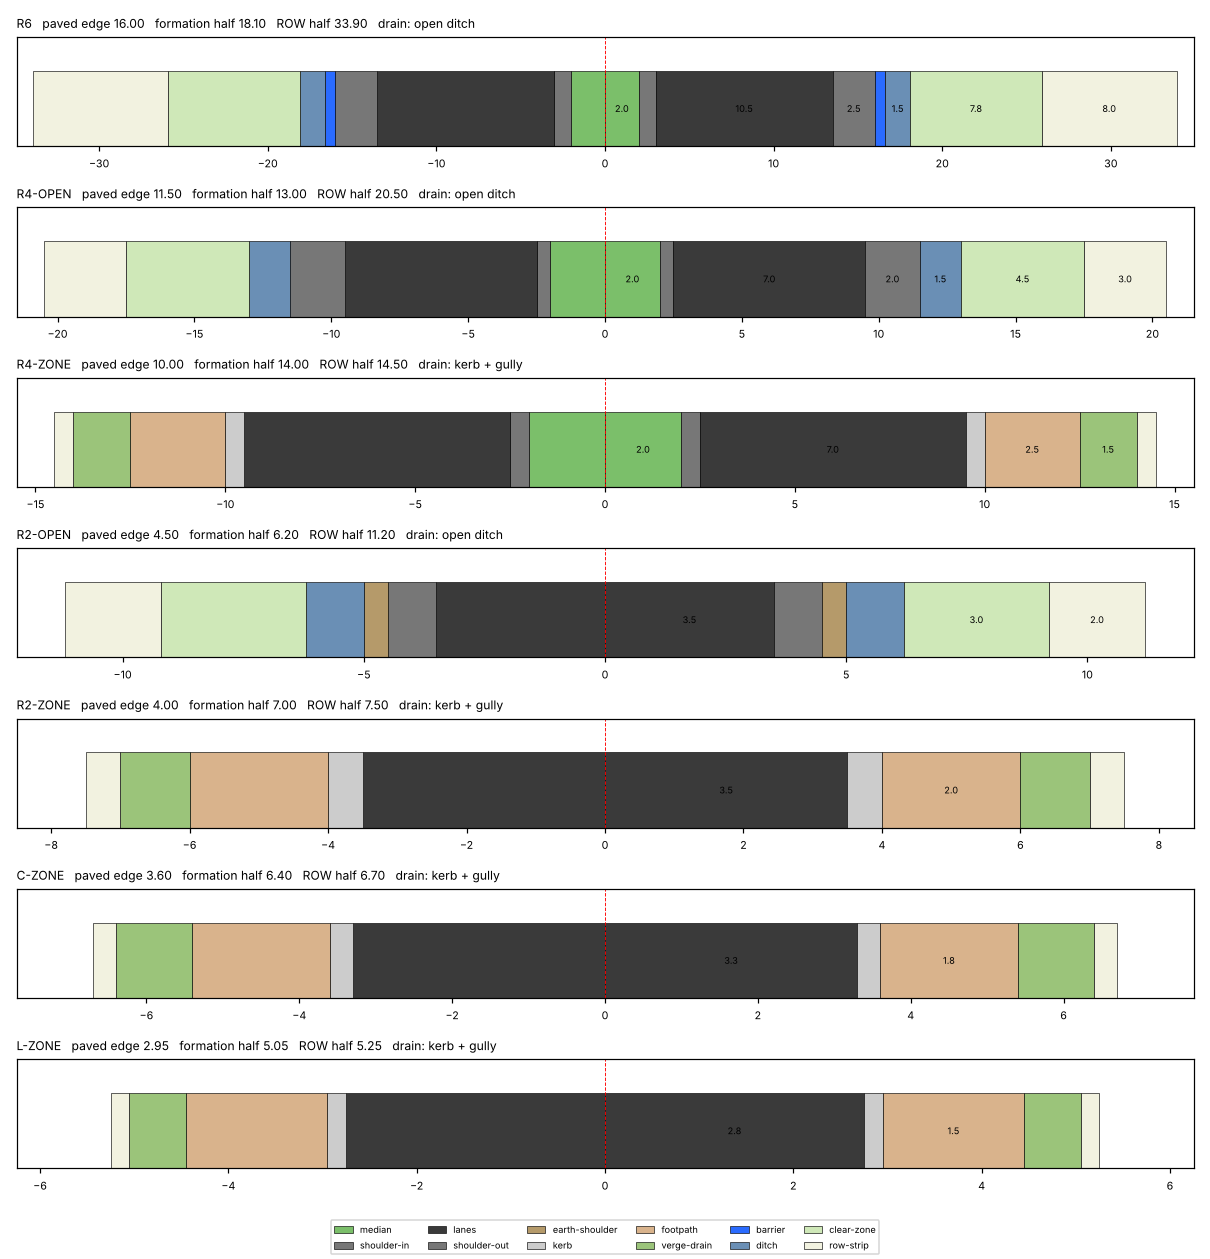 R6 paved edge 16.00 formation half 18.10 ROW half 33.90 drain: open ditch
2.0 10.5 2.5 1.5 7.8 8.0
−30 −20 −10 0 10 20 30
R4-OPEN paved edge 11.50 formation half 13.00 ROW half 20.50 drain: open ditch
2.0 7.0 2.0 1.5 4.5 3.0
−20 −15 −10 −5 0 5 10 15 20
R4-ZONE paved edge 10.00 formation half 14.00 ROW half 14.50 drain: kerb + gully
2.0 7.0 2.5 1.5
−15 −10 −5 0 5 10 15
R2-OPEN paved edge 4.50 formation half 6.20 ROW half 11.20 drain: open ditch
3.5 3.0 2.0
−10 −5 0 5 10
R2-ZONE paved edge 4.00 formation half 7.00 ROW half 7.50 drain: kerb + gully
3.5 2.0
−8 −6 −4 −2 0 2 4 6 8
C-ZONE paved edge 3.60 formation half 6.40 ROW half 6.70 drain: kerb + gully
3.3 1.8
−6 −4 −2 0 2 4 6
L-ZONE paved edge 2.95 formation half 5.05 ROW half 5.25 drain: kerb + gully
2.8 1.5
−6 −4 −2 0 2 4 6
median lanes earth-shoulder footpath barrier clear-zone
shoulder-in shoulder-out kerb verge-drain ditch row-strip